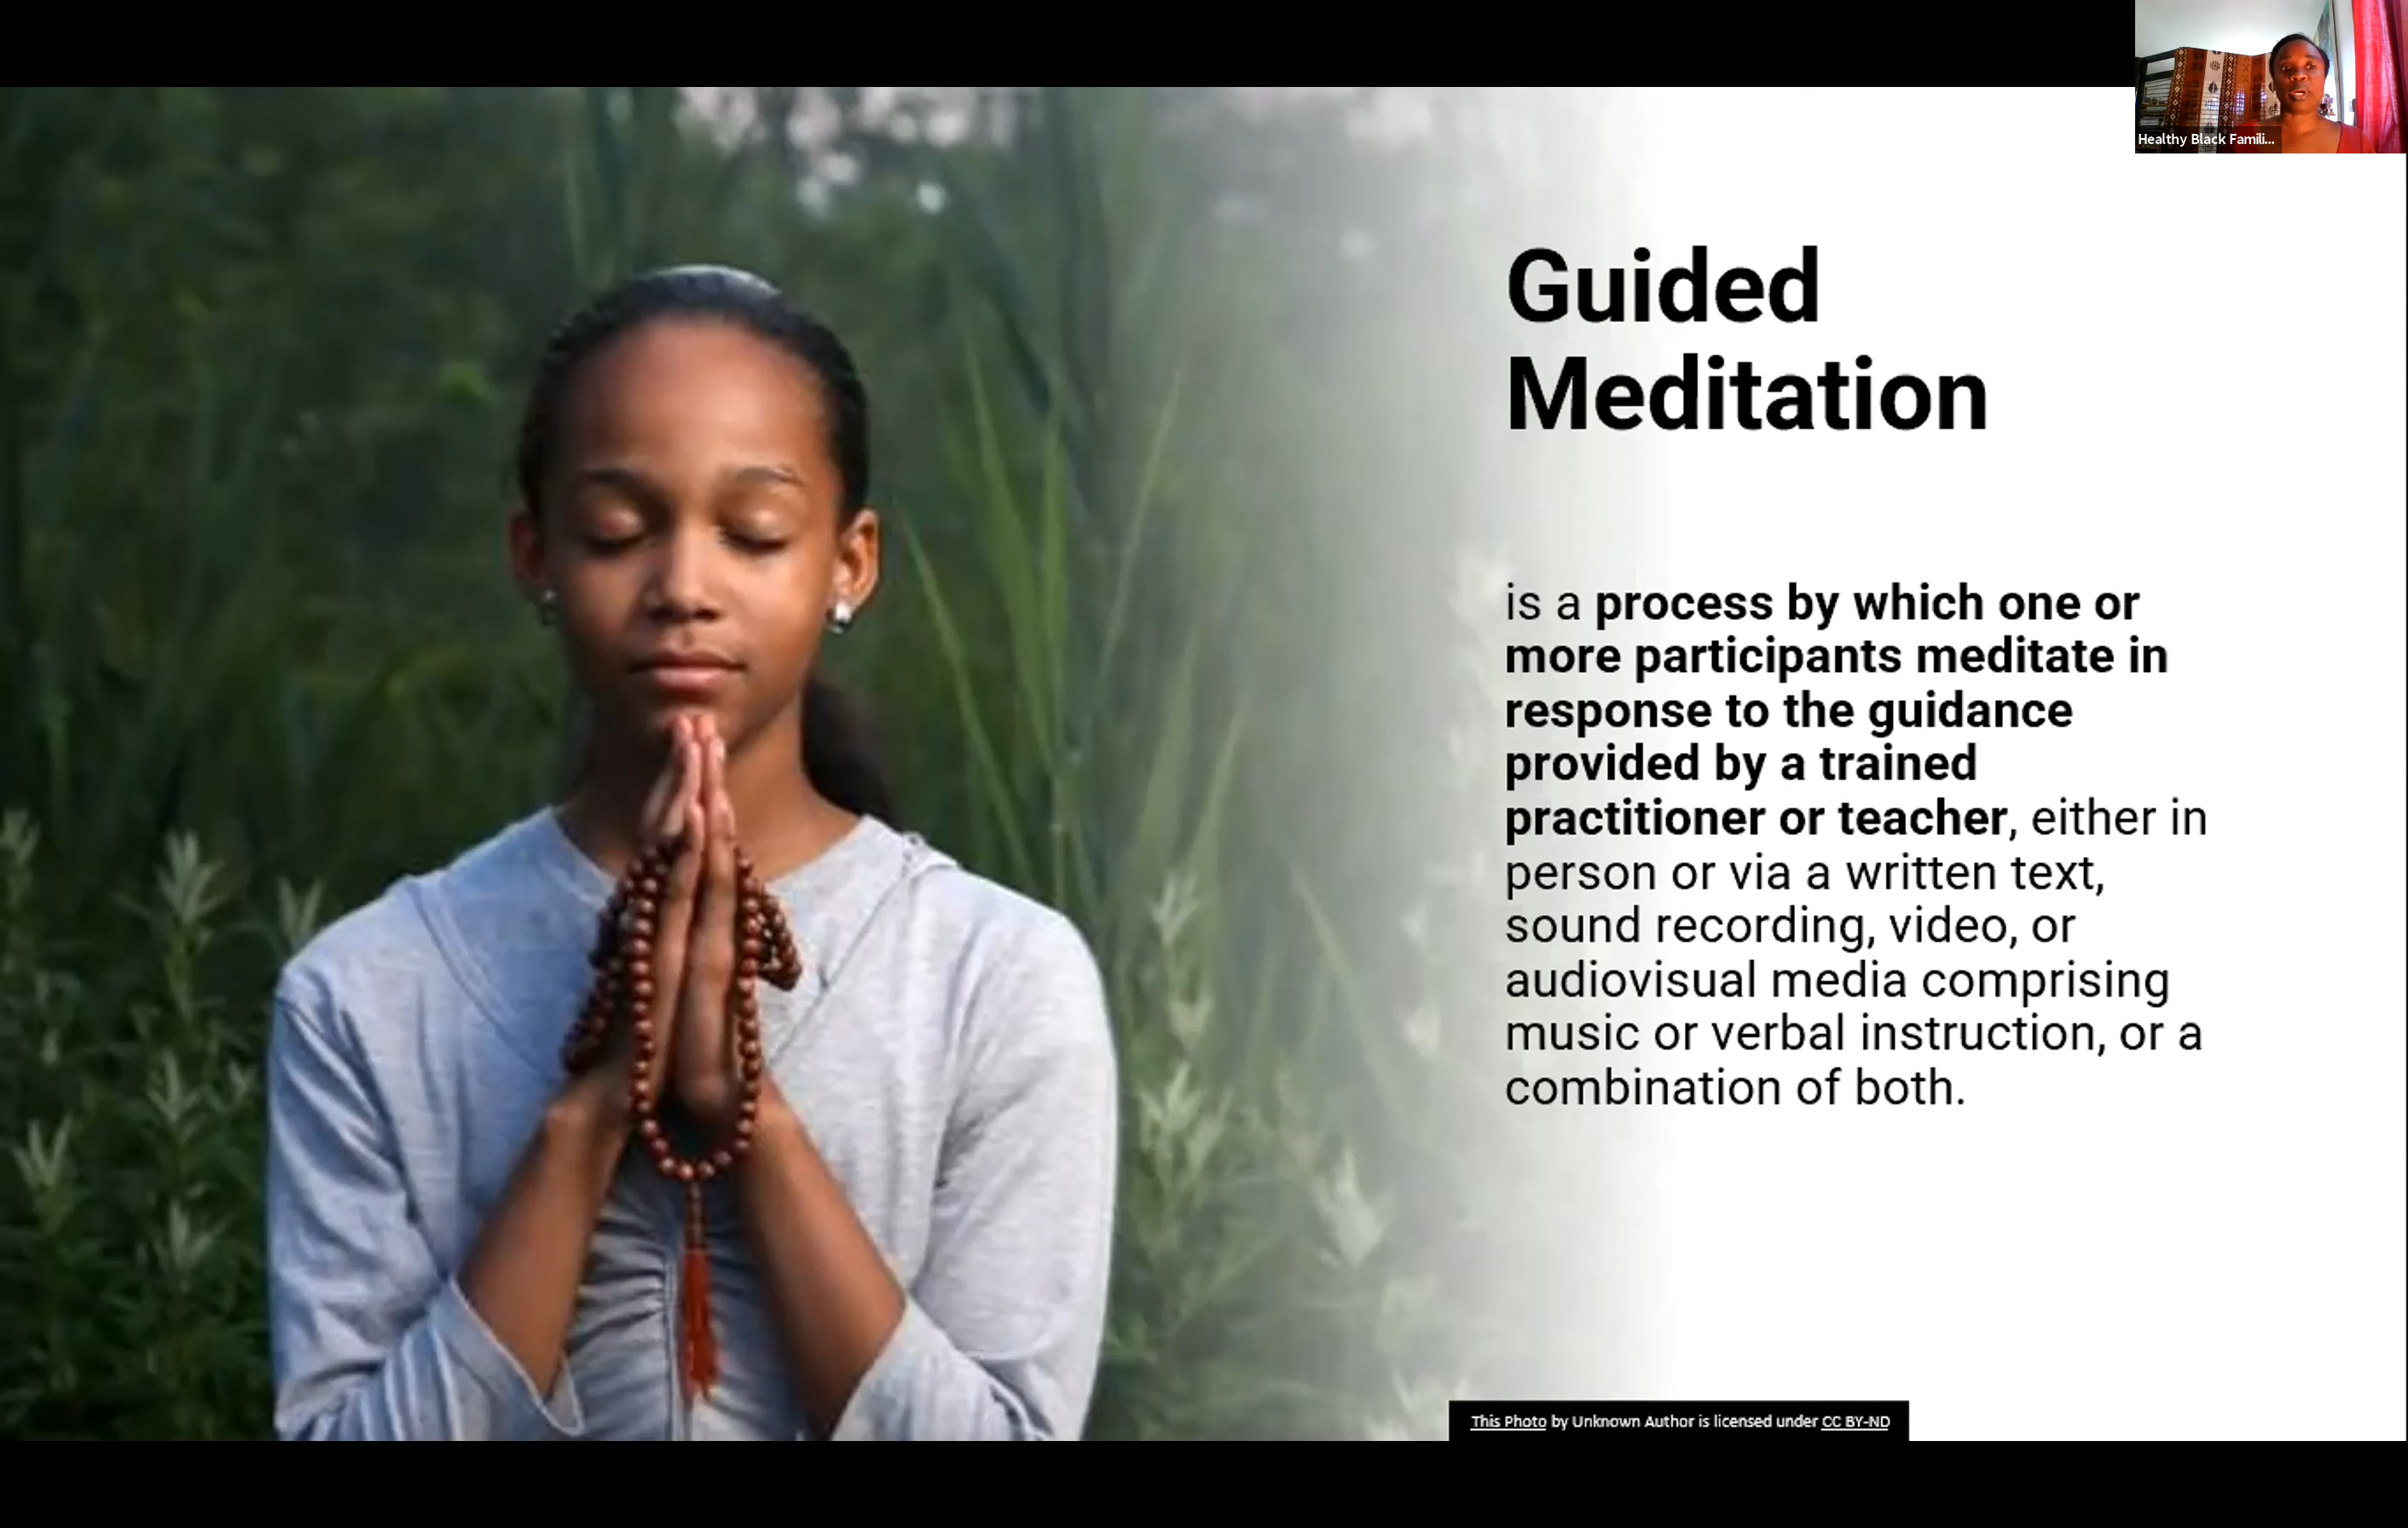 Healthy Black Famili...
Guided
Meditation
is a process by which one or
more participants meditate in
response to the guidance
provided by a trained
practitioner or teacher, either in
person or via a written text,
sound recording, video, or
audiovisual media comprising
music or verbal instruction, or a
combination of both.
This Photo by Unknown Author is licensed under CC BY-ND